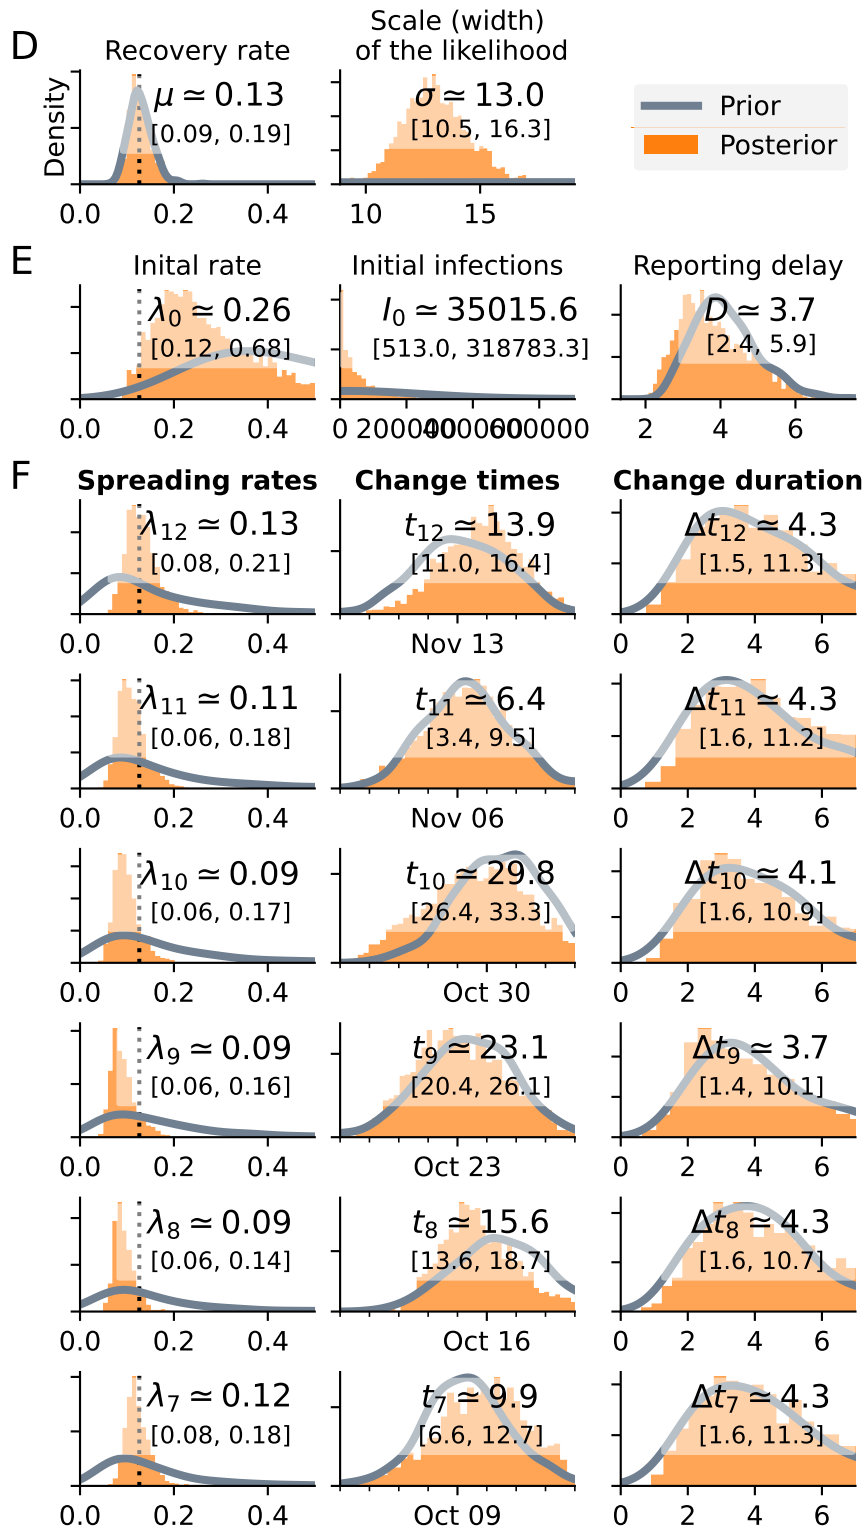 D
Recovery rate
Scale (width)
of the likelihood
Density
μ ≃ 0.13
[0.09, 0.19]
σ ≃ 13.0
[10.5, 16.3]
Prior
Posterior
0.0 0.2 0.4
10 15
E
Inital rate
Initial infections
Reporting delay
λ0 ≃ 0.26
[0.12, 0.68]
I0 ≃ 35015.6
[513.0, 318783.3]
D ≃ 3.7
[2.4, 5.9]
0.0 0.2 0.4
0 200000 400000 600000
2 4 6
F
Spreading rates
Change times
Change duration
λ12 ≃ 0.13
[0.08, 0.21]
t12 ≃ 13.9
[11.0, 16.4]
Δt12 ≃ 4.3
[1.5, 11.3]
0.0 0.2 0.4
Nov 13
0 2 4 6
λ11 ≃ 0.11
[0.06, 0.18]
t11 ≃ 6.4
[3.4, 9.5]
Δt11 ≃ 4.3
[1.6, 11.2]
0.0 0.2 0.4
Nov 06
0 2 4 6
λ10 ≃ 0.09
[0.06, 0.17]
t10 ≃ 29.8
[26.4, 33.3]
Δt10 ≃ 4.1
[1.6, 10.9]
0.0 0.2 0.4
Oct 30
0 2 4 6
λ9 ≃ 0.09
[0.06, 0.16]
t9 ≃ 23.1
[20.4, 26.1]
Δt9 ≃ 3.7
[1.4, 10.1]
0.0 0.2 0.4
Oct 23
0 2 4 6
λ8 ≃ 0.09
[0.06, 0.14]
t8 ≃ 15.6
[13.6, 18.7]
Δt8 ≃ 4.3
[1.6, 10.7]
0.0 0.2 0.4
Oct 16
0 2 4 6
λ7 ≃ 0.12
[0.08, 0.18]
t7 ≃ 9.9
[6.6, 12.7]
Δt7 ≃ 4.3
[1.6, 11.3]
0.0 0.2 0.4
Oct 09
0 2 4 6